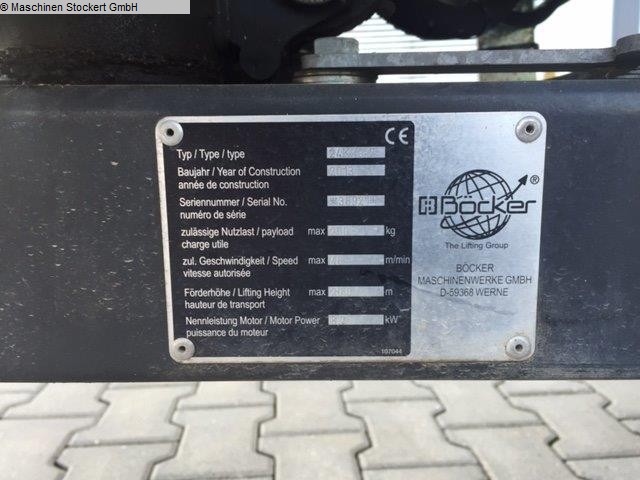 © Maschinen Stockert GmbH
CE
Typ / Type / type
Baujahr / Year of Construction 2013
année de construction
Seriennummer / Serial No.
numéro de série
zulässige Nutzlast / payload max kg
charge utile
zul. Geschwindigkeit / Speed max m/min
vitesse autorisée
Förderhöhe / Lifting Height max m
hauteur de transport
Nennleistung Motor / Motor Power kW
puissance du moteur
197044
Böcker ®
The Lifting Group
BÖCKER
MASCHINENWERKE GMBH
D-59368 WERNE